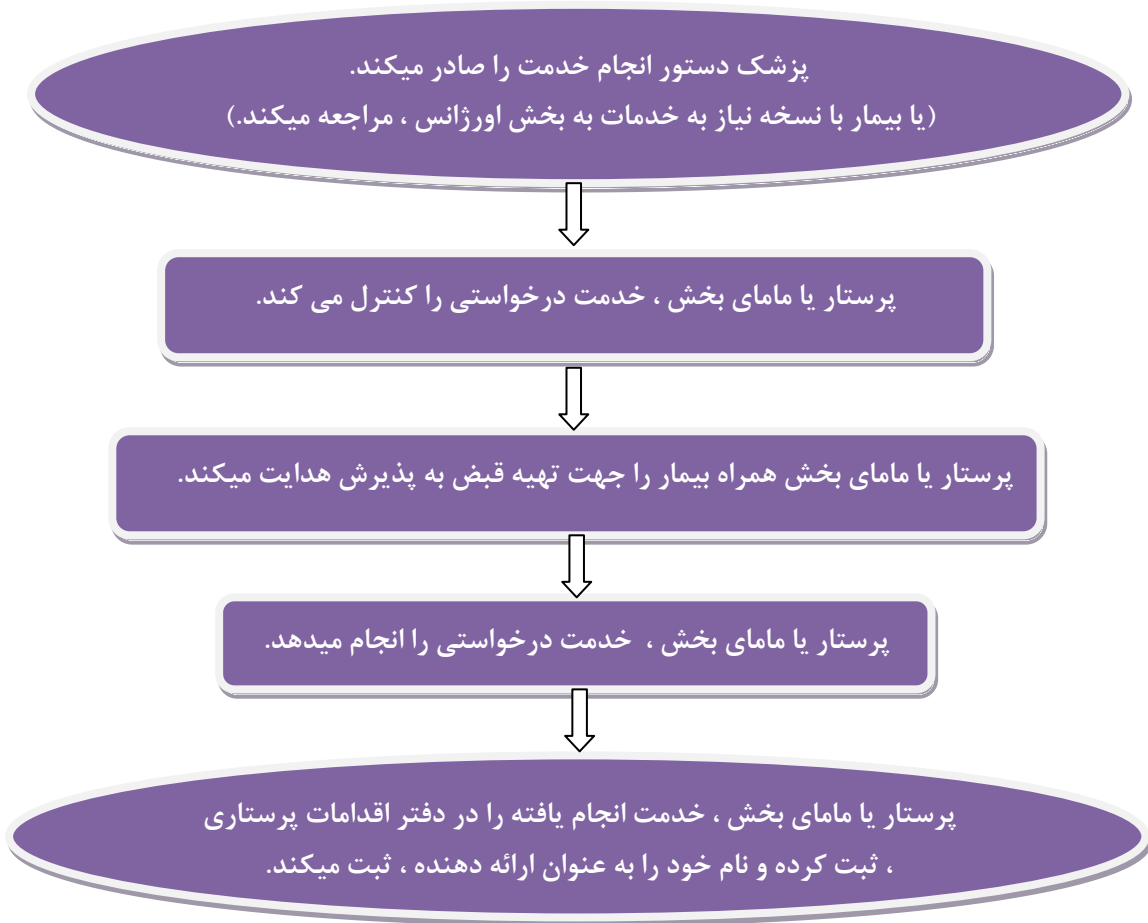 پزشک دستور انجام خدمت را صادر میکند.
(یا بیمار با نسخه نیاز به خدمات به بخش اورژانس ، مراجعه میکند.)
پرستار یا مامای بخش ، خدمت درخواستی را کنترل می کند.
پرستار یا مامای بخش همراه بیمار را جهت تهیه قبض به پذیرش هدایت میکند.
پرستار یا مامای بخش ، خدمت درخواستی را انجام میدهد.
پرستار یا مامای بخش ، خدمت انجام یافته را در دفتر اقدامات پرستاری
، ثبت کرده و نام خود را به عنوان ارائه دهنده ، ثبت میکند.